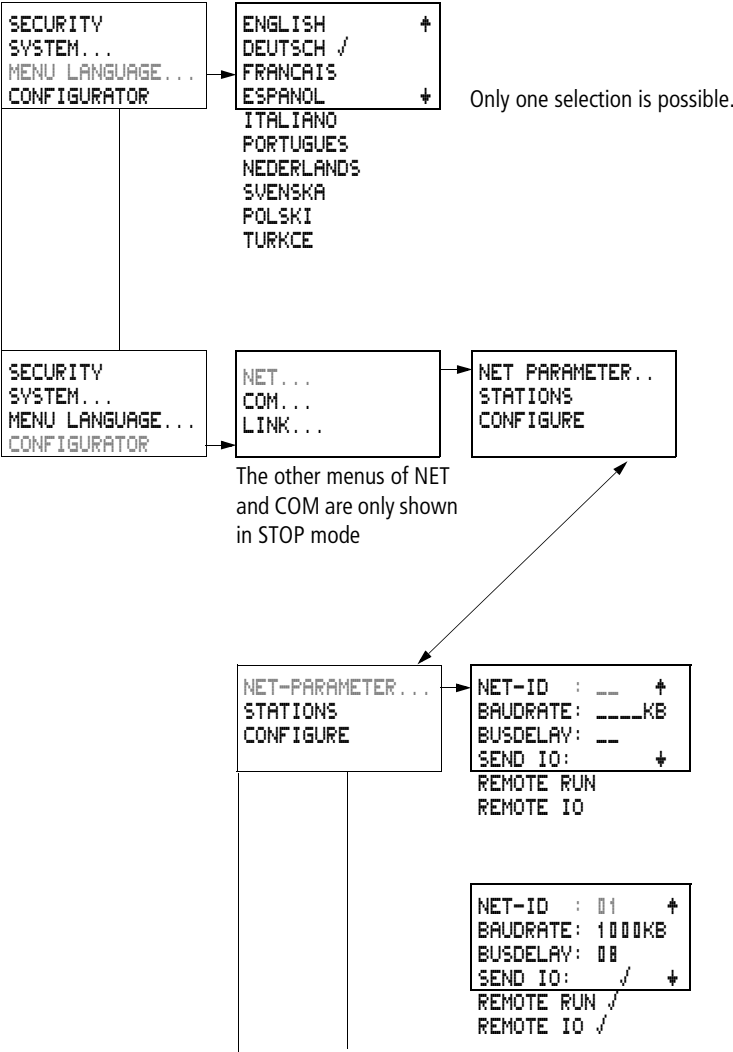 SECURITY
SYSTEM...
MENU LANGUAGE...
CONFIGURATOR
ENGLISH
DEUTSCH √
FRANCAIS
ESPANOL
ITALIANO
PORTUGUES
NEDERLANDS
SVENSKA
POLSKI
TURKCE
Only one selection is possible.
SECURITY
SYSTEM...
MENU LANGUAGE...
CONFIGURATOR
NET...
COM...
LINK...
The other menus of NET
and COM are only shown
in STOP mode
NET PARAMETER..
STATIONS
CONFIGURE
NET-PARAMETER...
STATIONS
CONFIGURE
NET-ID : __
BAUDRATE: ____KB
BUSDELAY: __
SEND IO:
REMOTE RUN
REMOTE IO
NET-ID : 01
BAUDRATE: 1000KB
BUSDELAY: 08
SEND IO: √
REMOTE RUN √
REMOTE IO √